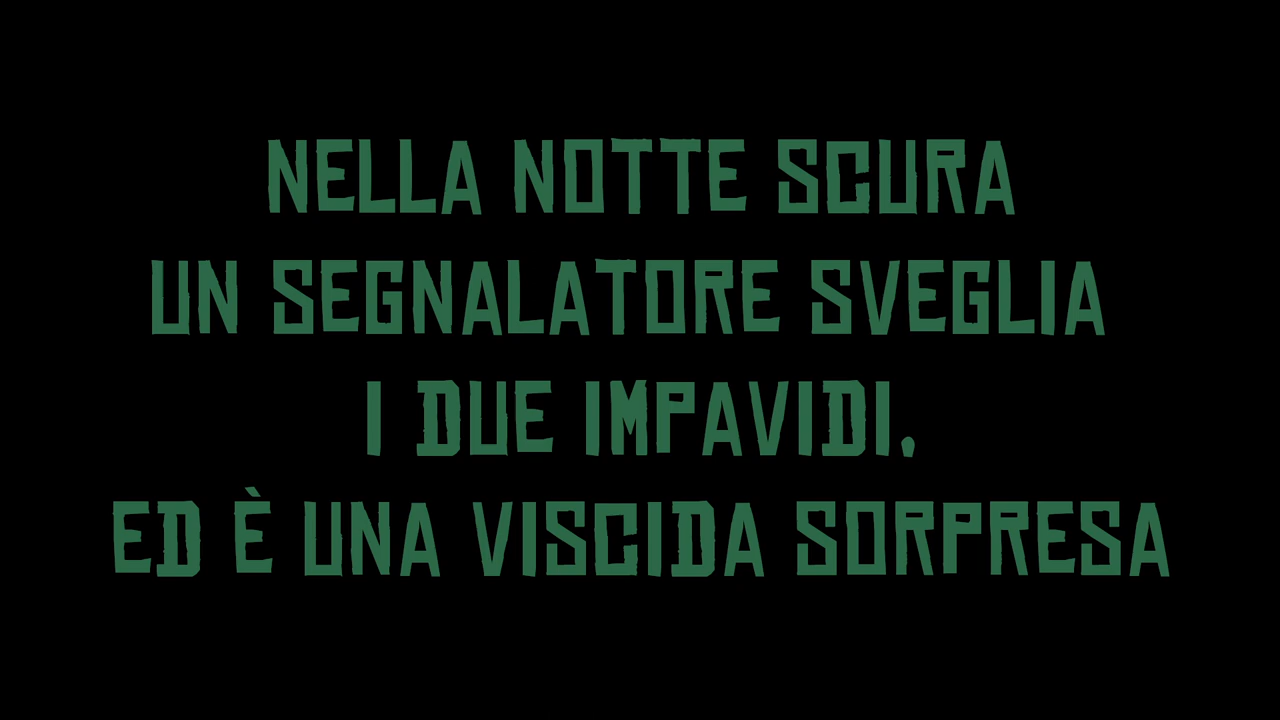 NELLA NOTTE SCURA
UN SEGNALATORE SVEGLIA
I DUE IMPAVIDI,
ED È UNA VISCIDA SORPRESA